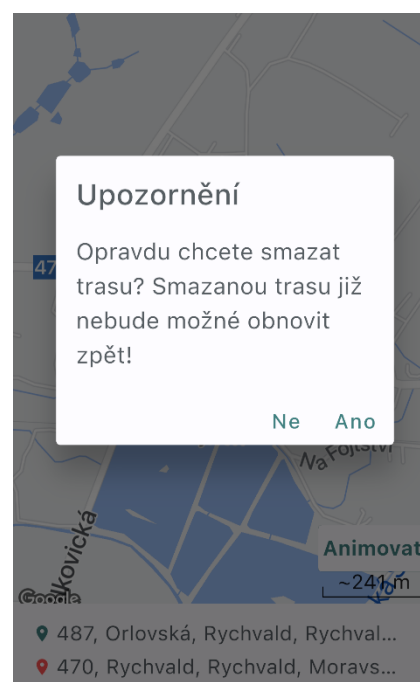 Upozornění
Opravdu chcete smazat
trasu? Smazanou trasu již
nebude možné obnovit
zpět!
47
Ne Ano
Na Fojtství
Animovat
~241 m
Google
487, Orlovská, Rychvald, Rychval...
470, Rychvald, Rychvald, Moravs...